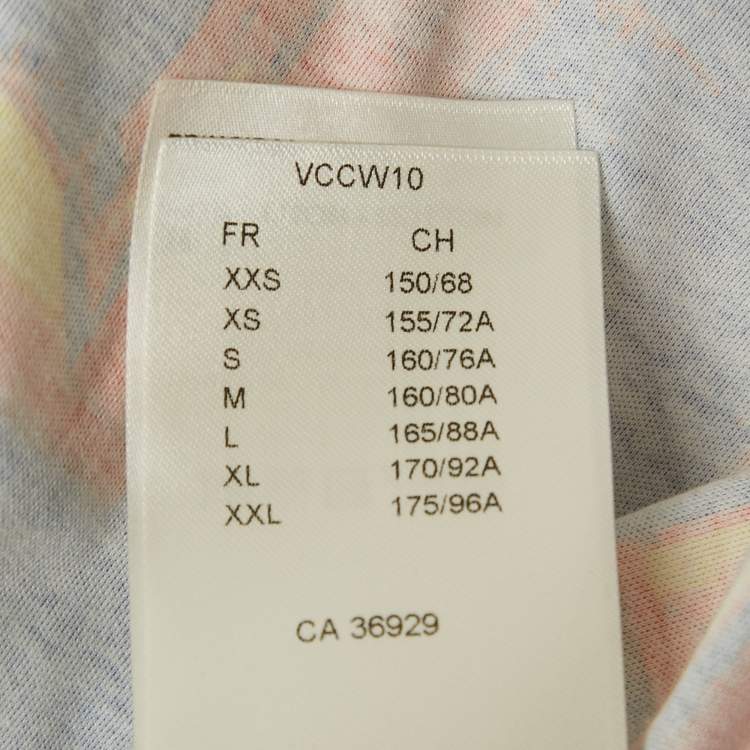 VCCW10
FR CH
XXS 150/68
XS 155/72A
S 160/76A
M 160/80A
L 165/88A
XL 170/92A
XXL 175/96A
CA 36929